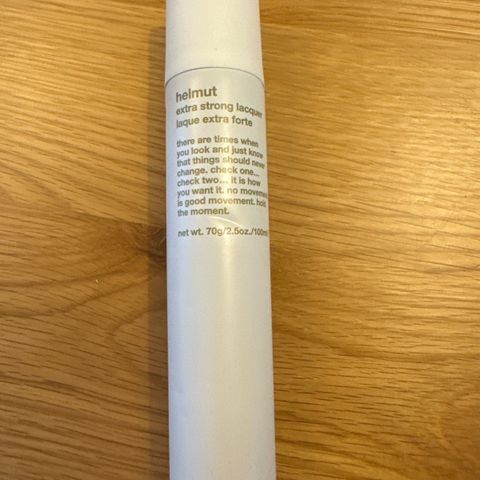 helmut
extra strong lacquer
laque extra forte
there are times when
you look and just know
that things should never
change. check one...
check two... it is how
you want it. no movement
is good movement. hold
the moment.
net wt. 70g/2.5oz./100ml